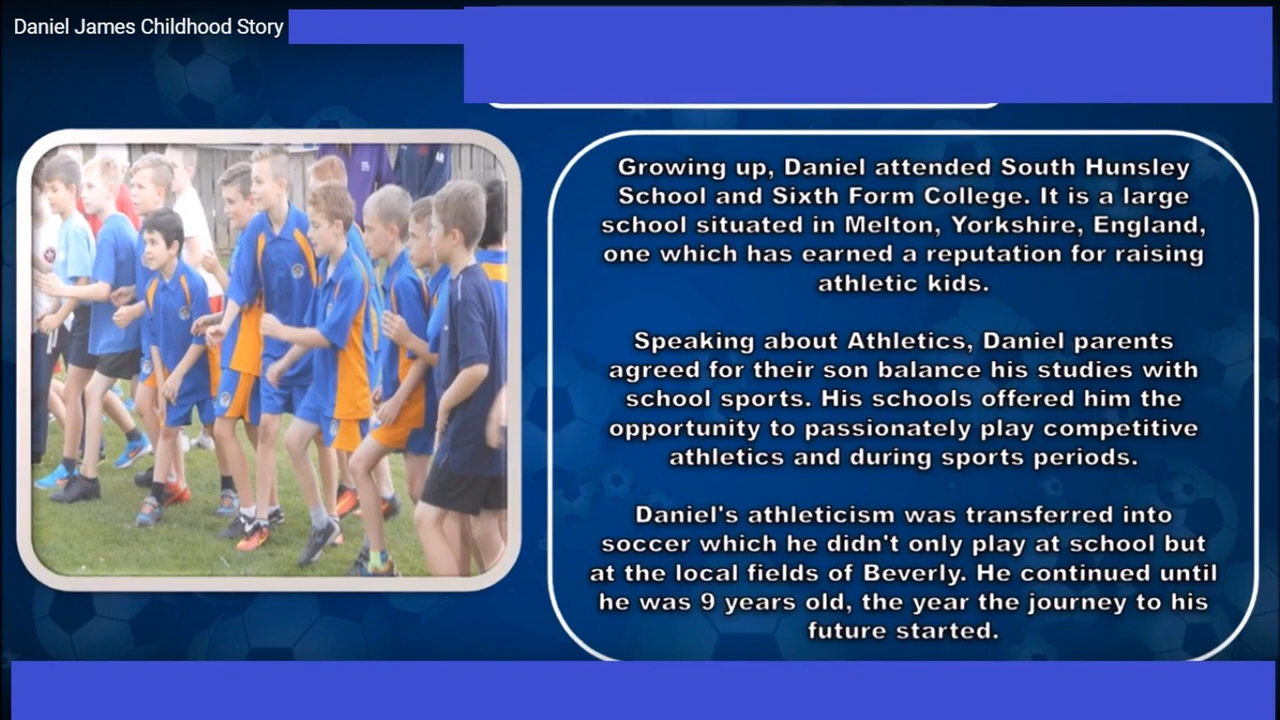 Daniel James Childhood Story
Growing up, Daniel attended South Hunsley
School and Sixth Form College. It is a large
school situated in Melton, Yorkshire, England,
one which has earned a reputation for raising
athletic kids.
Speaking about Athletics, Daniel parents
agreed for their son balance his studies with
school sports. His schools offered him the
opportunity to passionately play competitive
athletics and during sports periods.
Daniel's athleticism was transferred into
soccer which he didn't only play at school but
at the local fields of Beverly. He continued until
he was 9 years old, the year the journey to his
future started.